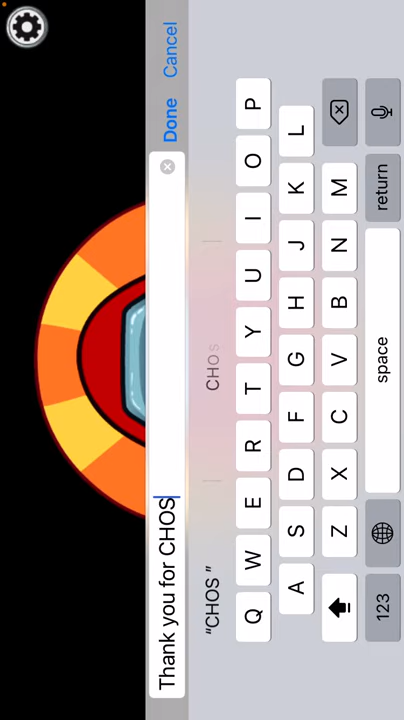 Thank you for CHOS
Done
Cancel
“CHOS ”
CHOs
Q W E R T Y U I O P
A S D F G H J K L
Z X C V B N M
123
space
return